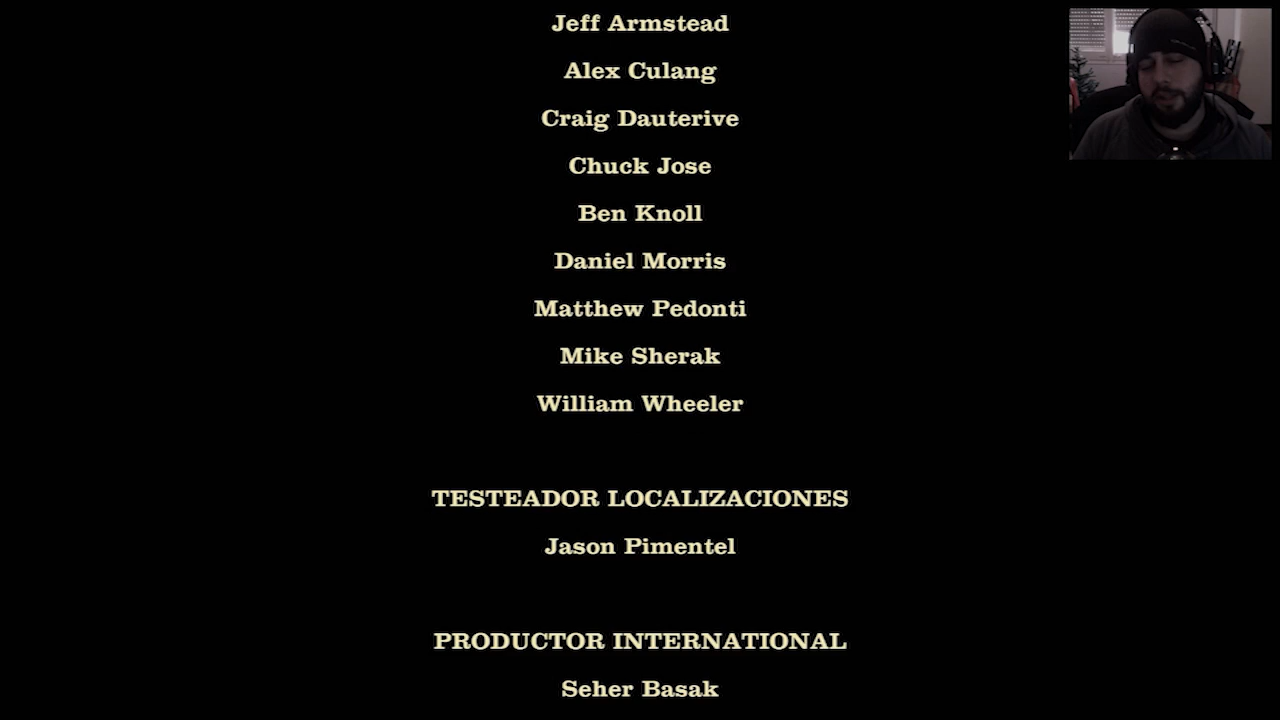 Jeff Armstead
Alex Culang
Craig Dauterive
Chuck Jose
Ben Knoll
Daniel Morris
Matthew Pedonti
Mike Sherak
William Wheeler
TESTEADOR LOCALIZACIONES
Jason Pimentel
PRODUCTOR INTERNATIONAL
Seher Basak